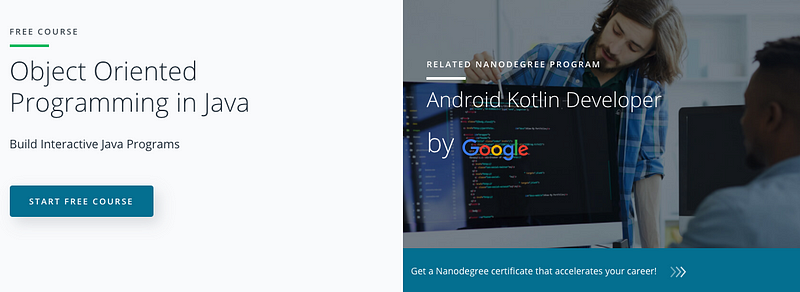 FREE COURSE
Object Oriented
Programming in Java
Build Interactive Java Programs
START FREE COURSE
RELATED NANODEGREE PROGRAM
Android Kotlin Developer
by Google
Get a Nanodegree certificate that accelerates your career!